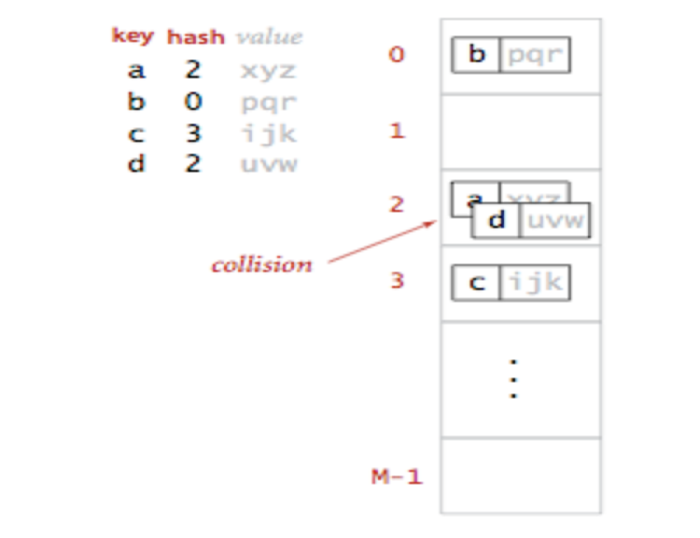 key hash value
a 2 xyz
b 0 pqr
c 3 ijk
d 2 uvw
collision
0 b pqr
1
2 a xyz
d uvw
3 c ijk
M-1